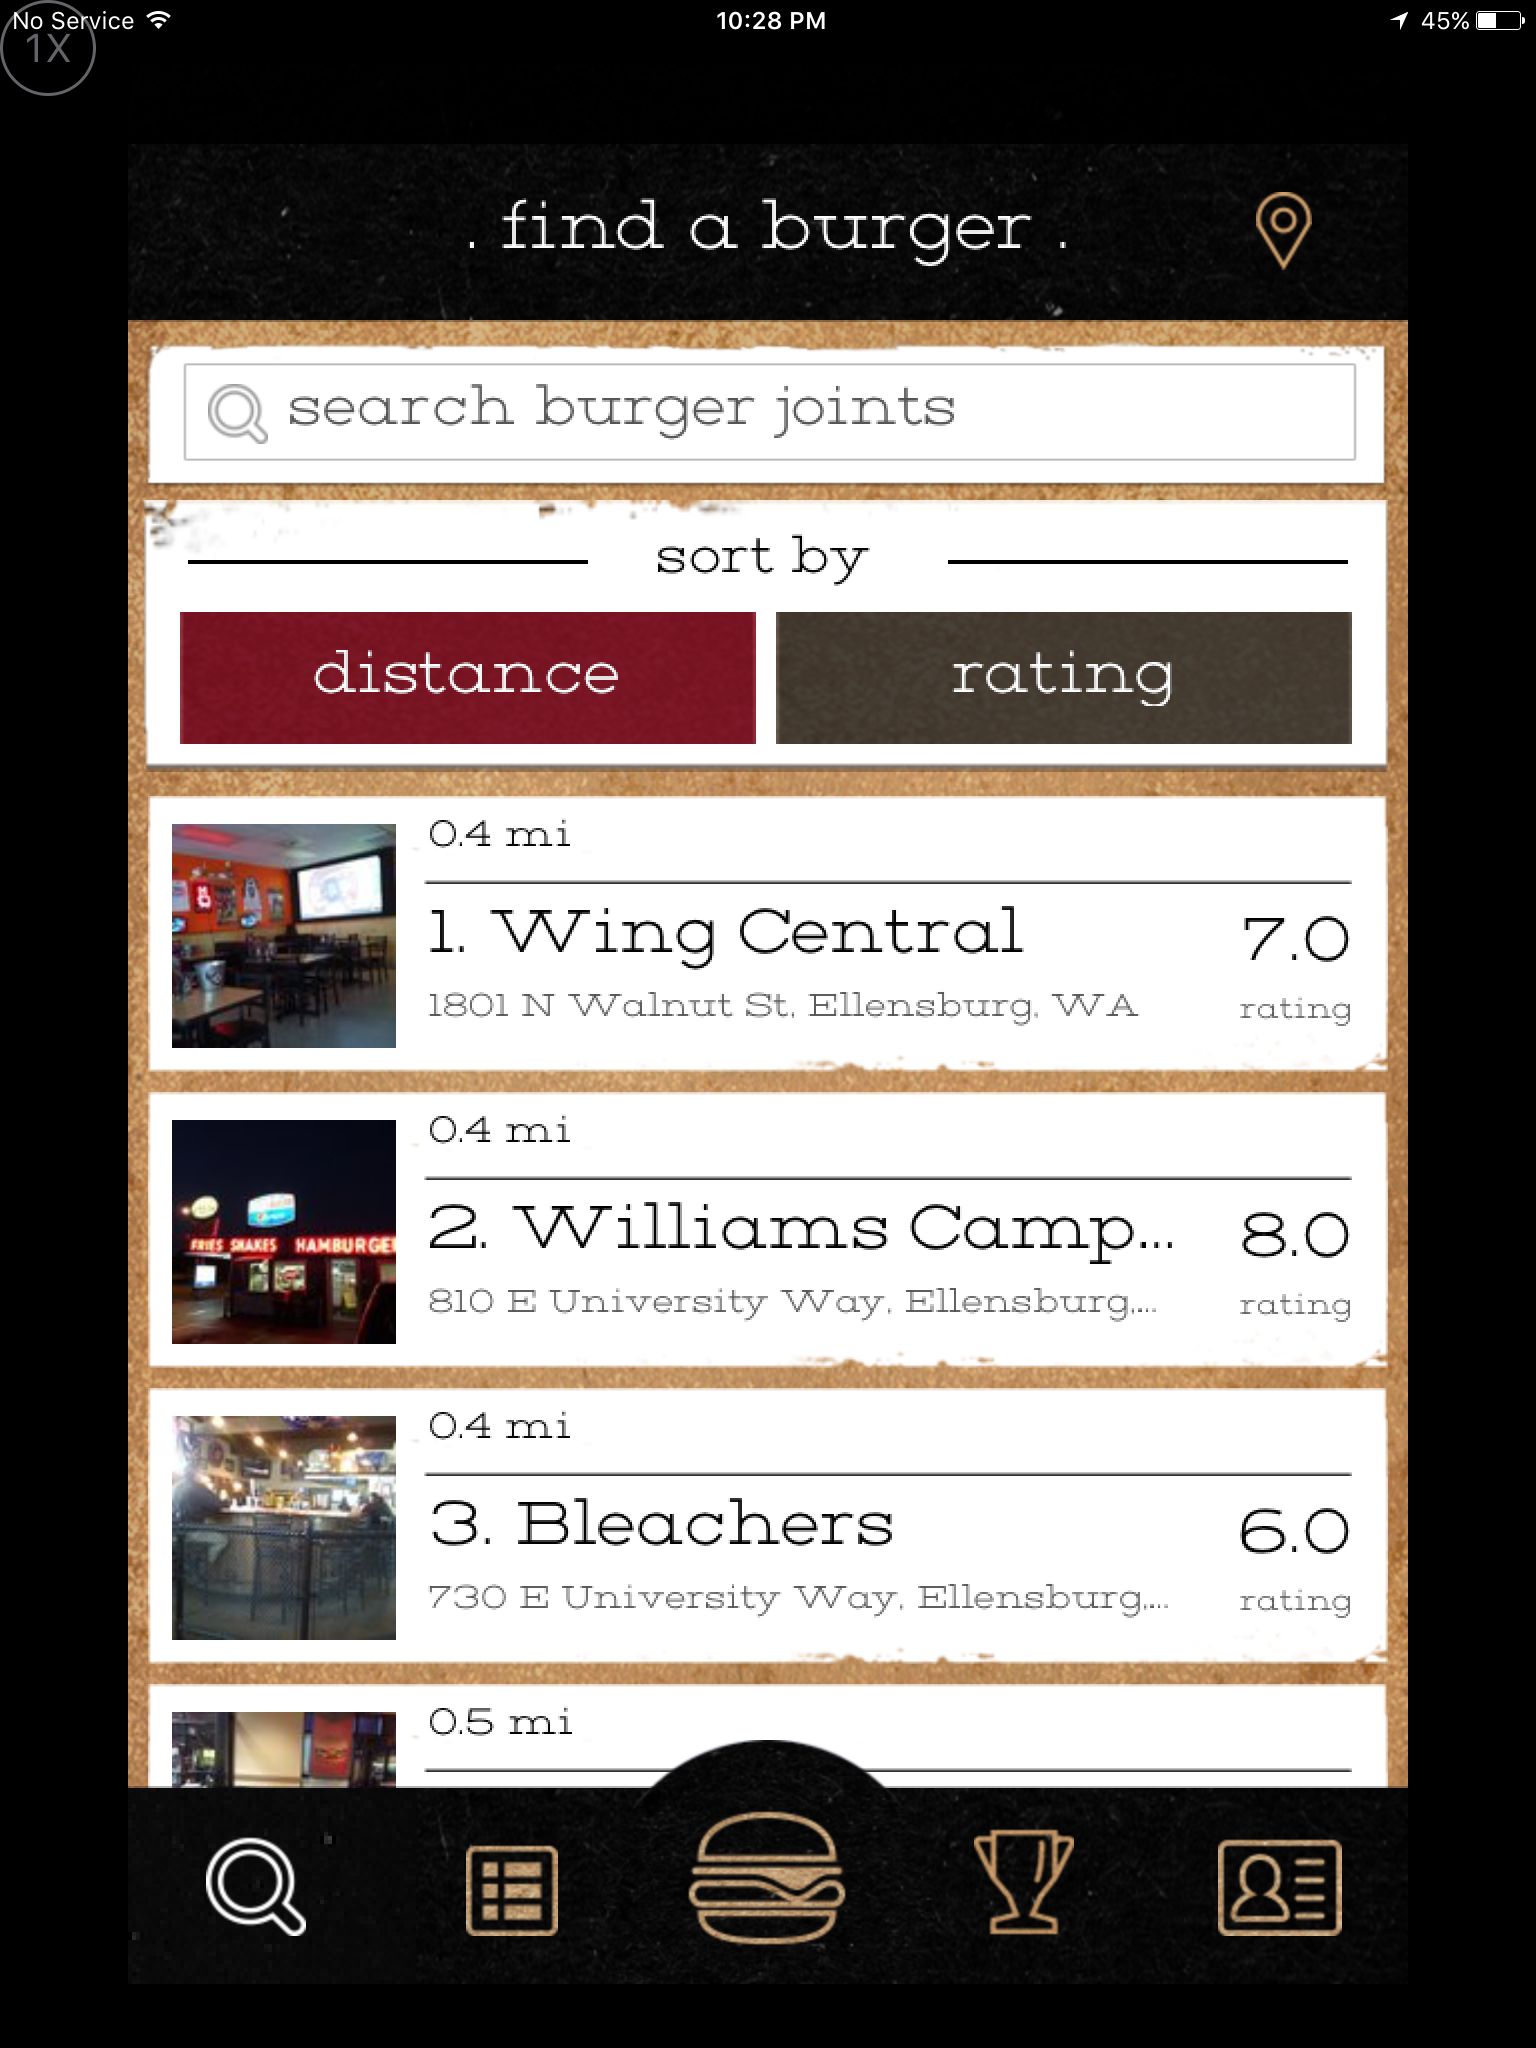 No Service 10:28 PM 45%
1X
. find a burger .
search burger joints
sort by
distance rating
0.4 mi
1. Wing Central 7.0
1801 N Walnut St, Ellensburg, WA rating
0.4 mi
FRIES SHAKES HAMBURGE
2. Williams Camp... 8.0
810 E University Way, Ellensburg,... rating
0.4 mi
3. Bleachers 6.0
730 E University Way, Ellensburg,... rating
0.5 mi